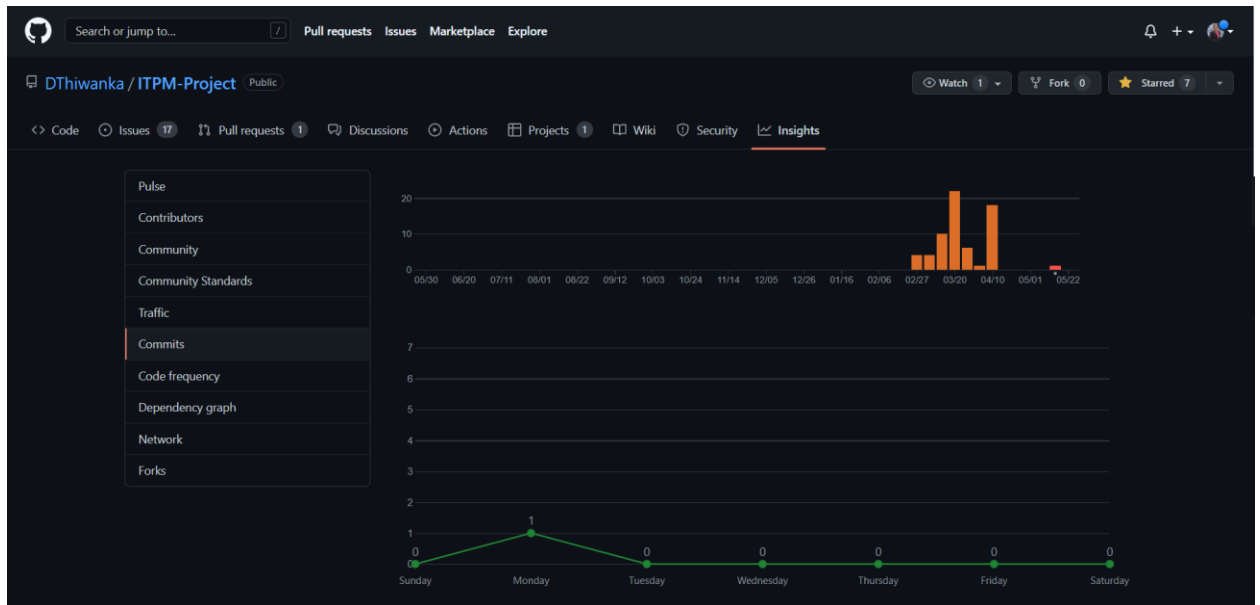 Search or jump to... / Pull requests Issues Marketplace Explore
DThiwanka / ITPM-Project Public Watch 1 Fork 0 Starred 7
<> Code Issues 17 Pull requests 1 Discussions Actions Projects 1 Wiki Security Insights
Pulse
Contributors
Community
Community Standards
Traffic
Commits
Code frequency
Dependency graph
Network
Forks
20
10
0
05/30 06/20 07/11 08/01 08/22 09/12 10/03 10/24 11/14 12/05 12/26 01/16 02/06 02/27 03/20 04/10 05/01 05/22
7
6
5
4
3
2
1
1
0 0 0 0 0 0
0
Sunday Monday Tuesday Wednesday Thursday Friday Saturday